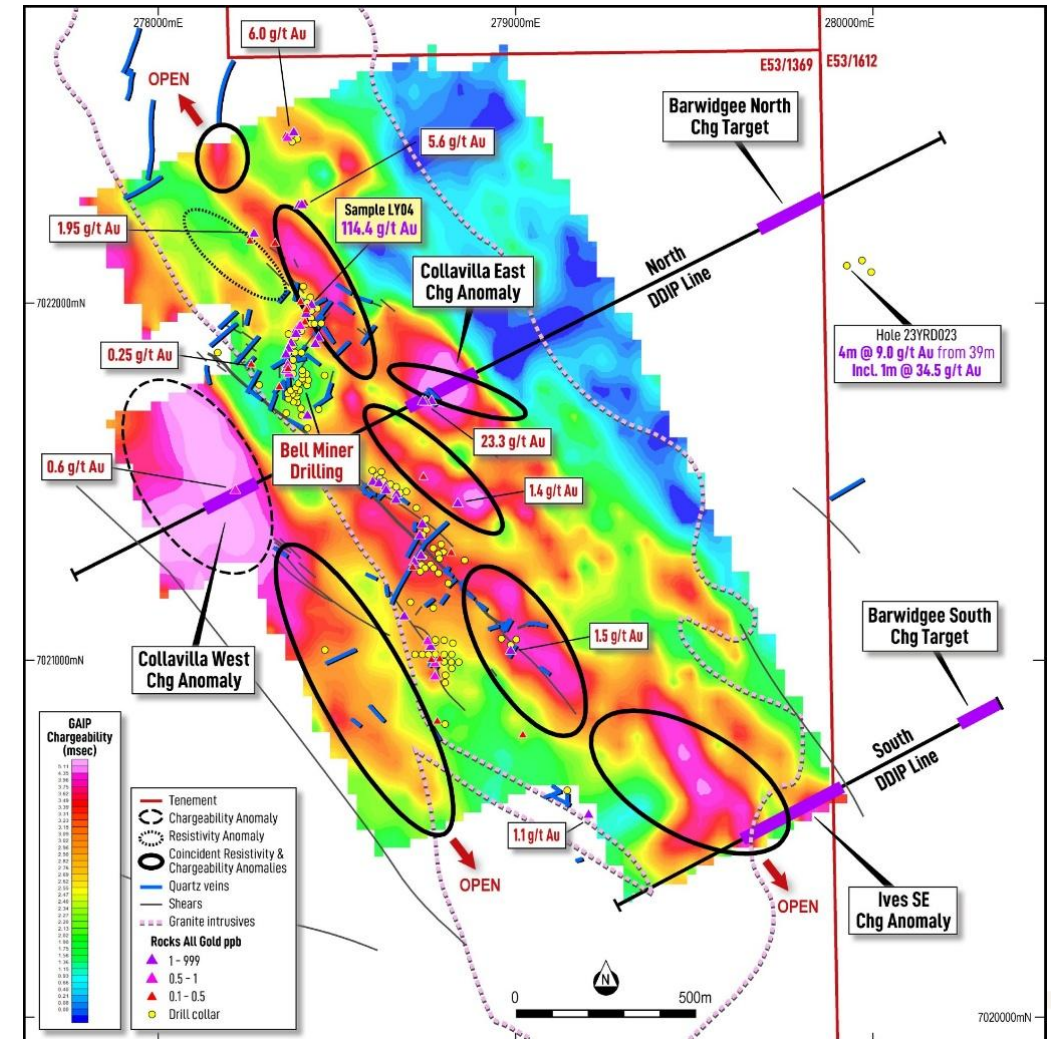 278000mE
279000mE
280000mE
6.0 g/t Au
E53/1369
E53/1612
OPEN
Barwidgee North
Chg Target
5.6 g/t Au
Sample LY04
114.4 g/t Au
1.95 g/t Au
Collavilla East
Chg Anomaly
North
DDIP Line
7022000mN
Hole 23YRD023
4m @ 9.0 g/t Au from 39m
Incl. 1m @ 34.5 g/t Au
0.25 g/t Au
Bell Miner
Drilling
23.3 g/t Au
0.6 g/t Au
1.4 g/t Au
Barwidgee South
Chg Target
1.5 g/t Au
7021000mN
Collavilla West
Chg Anomaly
South
DDIP Line
GAIP
Chargeability
(msec)
Tenement
Chargeability Anomaly
Resistivity Anomaly
Coincident Resistivity &
Chargeability Anomalies
Quartz veins
Shears
Granite intrusives
Rocks All Gold ppb
1 - 999
0.5 - 1
0.1 - 0.5
Drill collar
1.1 g/t Au
OPEN
OPEN
Ives SE
Chg Anomaly
N
0
500m
7020000mN